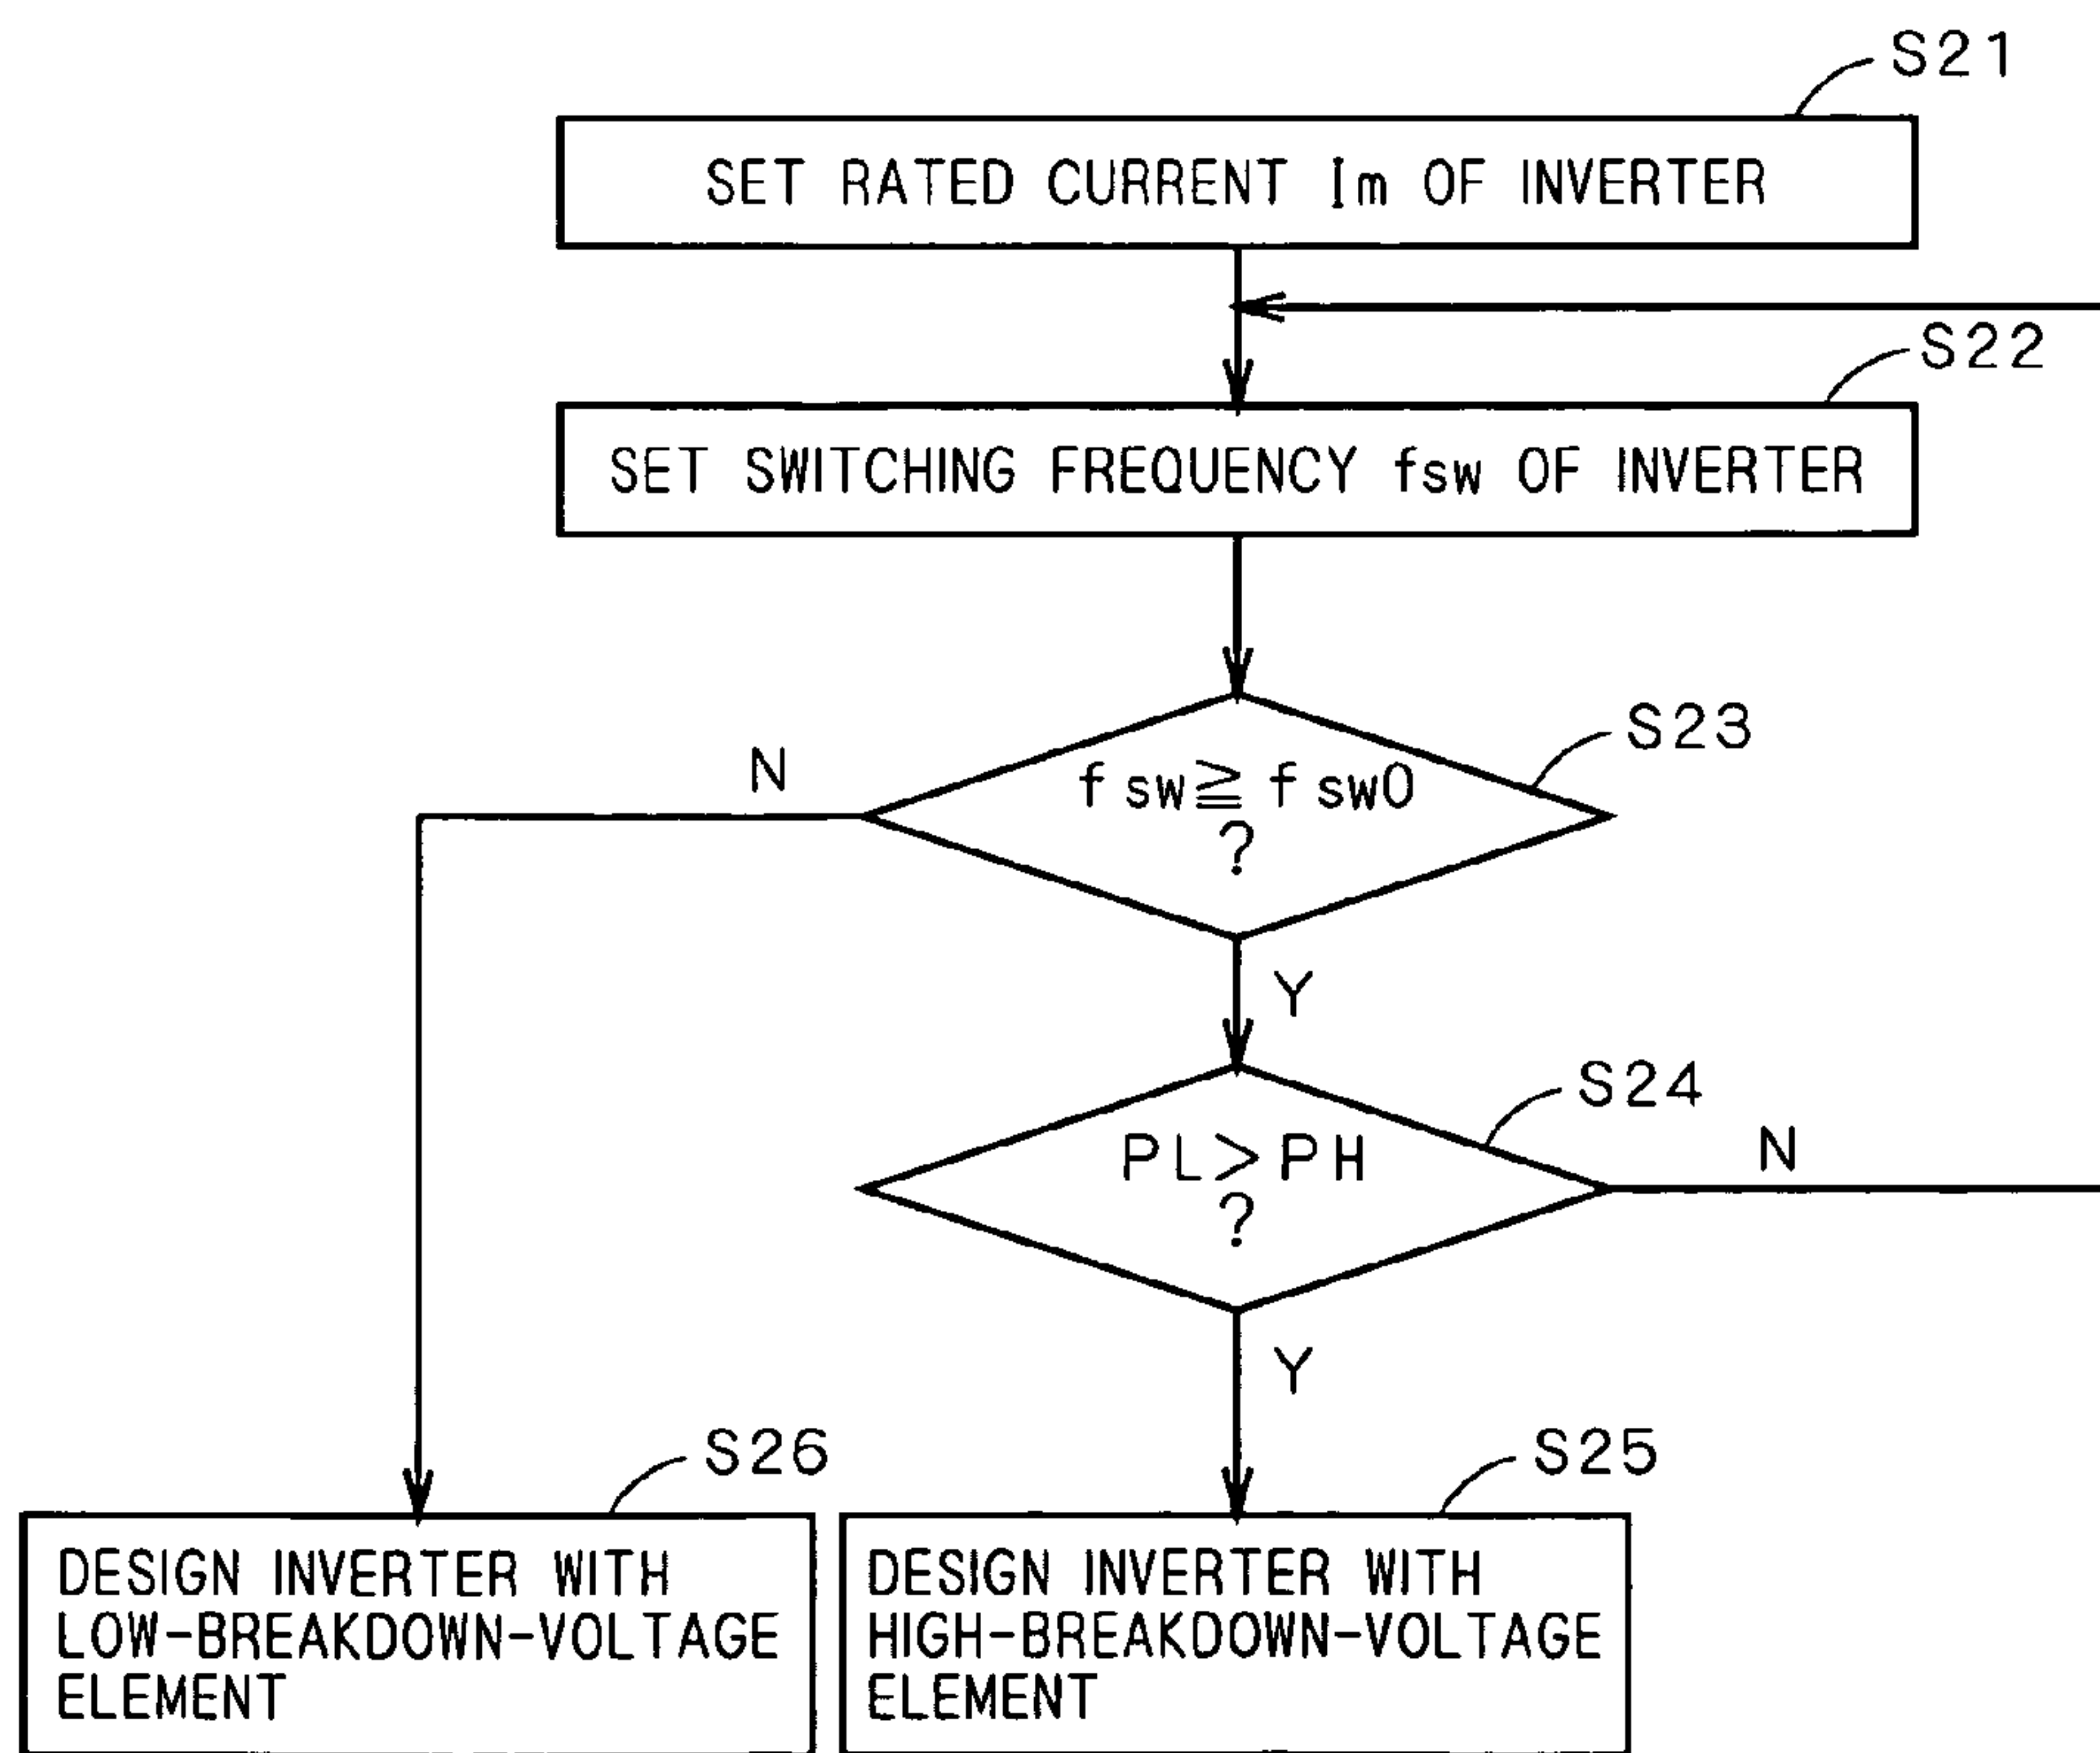 S21
SET RATED CURRENT Im OF INVERTER
S22
SET SWITCHING FREQUENCY fsw OF INVERTER
S23
N
fsw≧fsw0
?
Y
S24
PL>PH
?
N
Y
S26
DESIGN INVERTER WITH
LOW-BREAKDOWN-VOLTAGE
ELEMENT
S25
DESIGN INVERTER WITH
HIGH-BREAKDOWN-VOLTAGE
ELEMENT